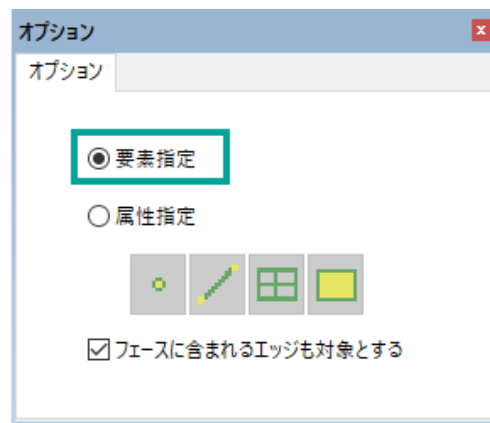 オプション
オプション
要素指定
属性指定
フェースに含まれるエッジも対象とする